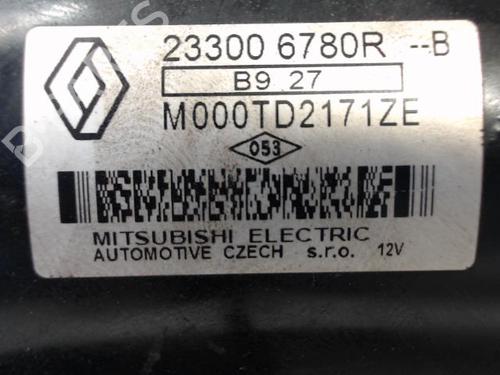 23300 6780R --B
B9 27
M000TD2171ZE
053
MITSUBISHI ELECTRIC
AUTOMOTIVE CZECH s.r.o. 12V